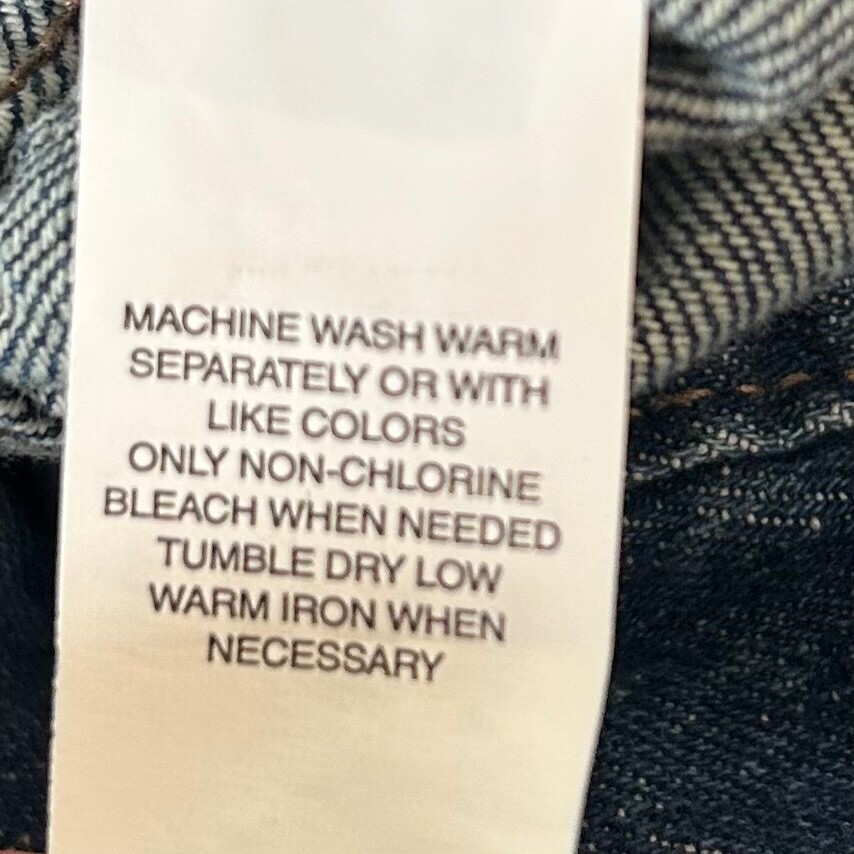 MACHINE WASH WARM
SEPARATELY OR WITH
LIKE COLORS
ONLY NON-CHLORINE
BLEACH WHEN NEEDED
TUMBLE DRY LOW
WARM IRON WHEN
NECESSARY